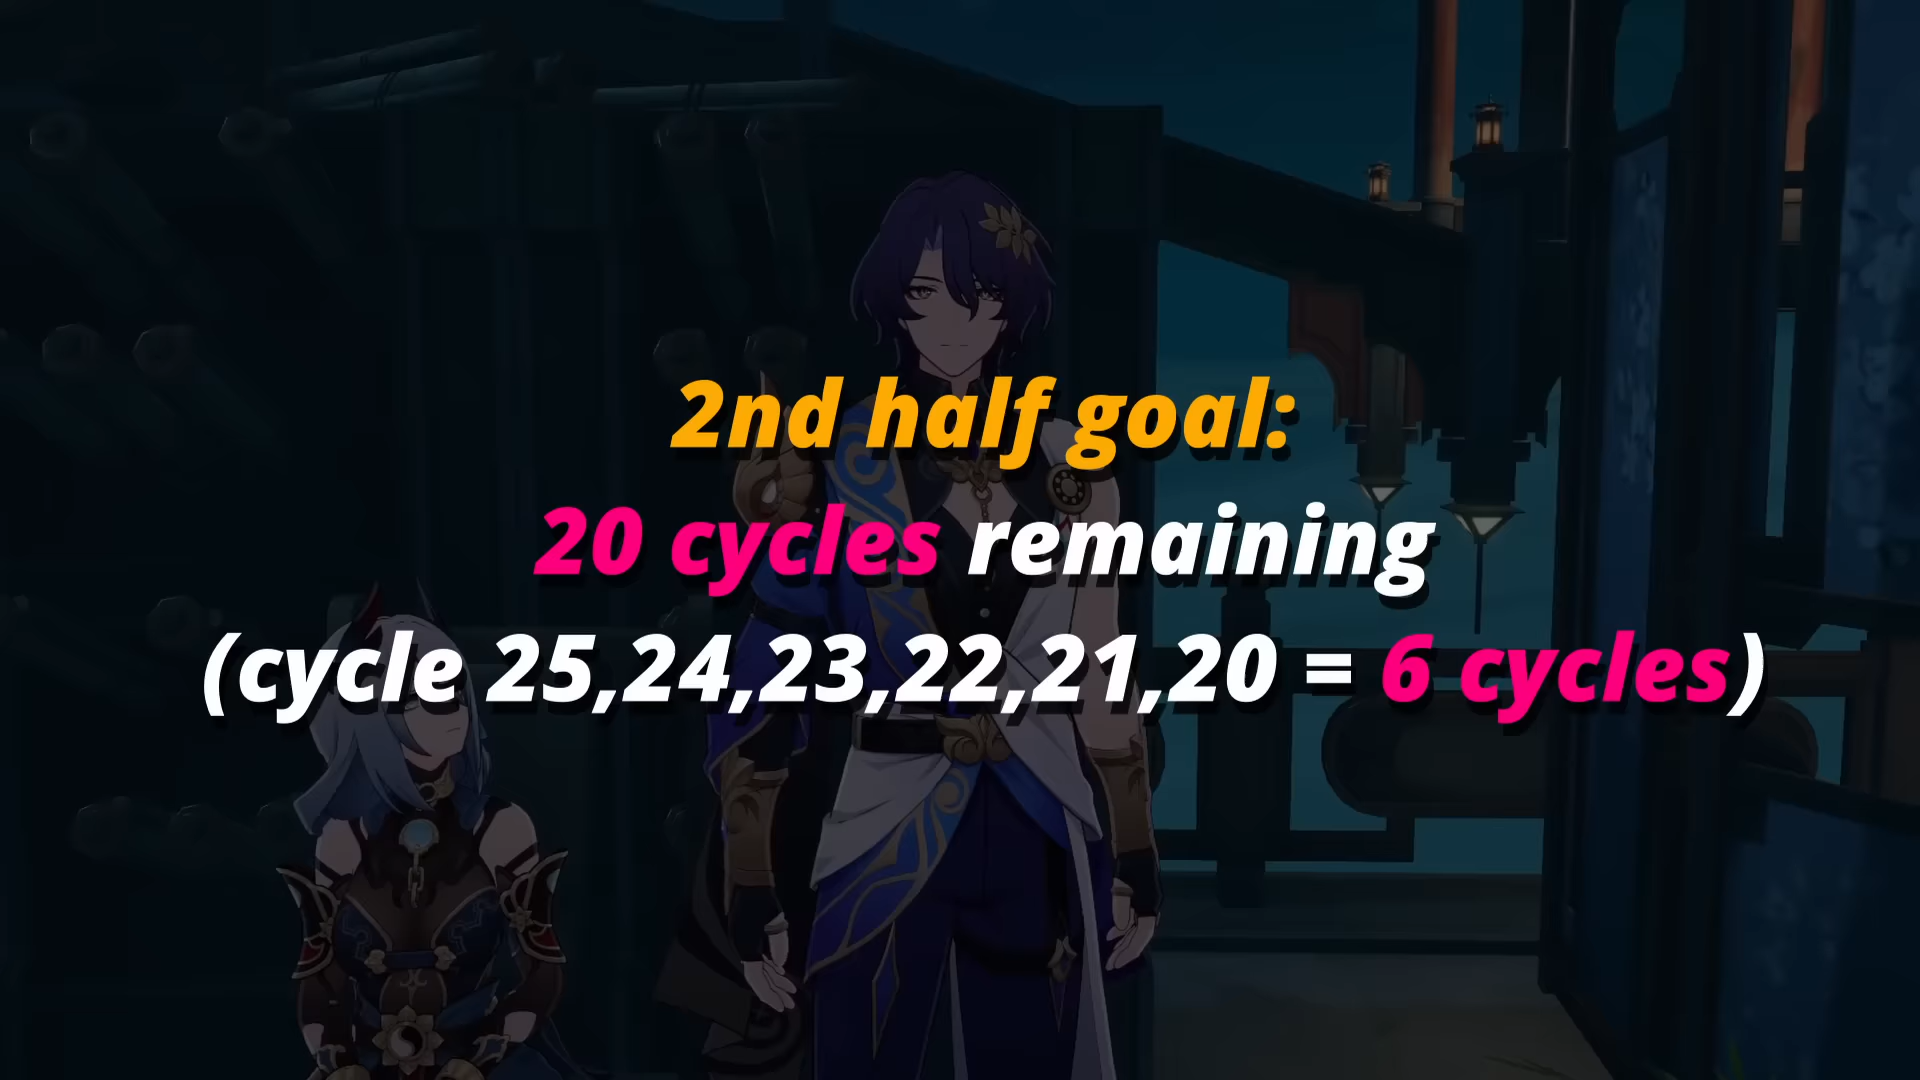 2nd half goal:
20 cycles remaining
(cycle 25,24,23,22,21,20 = 6 cycles)